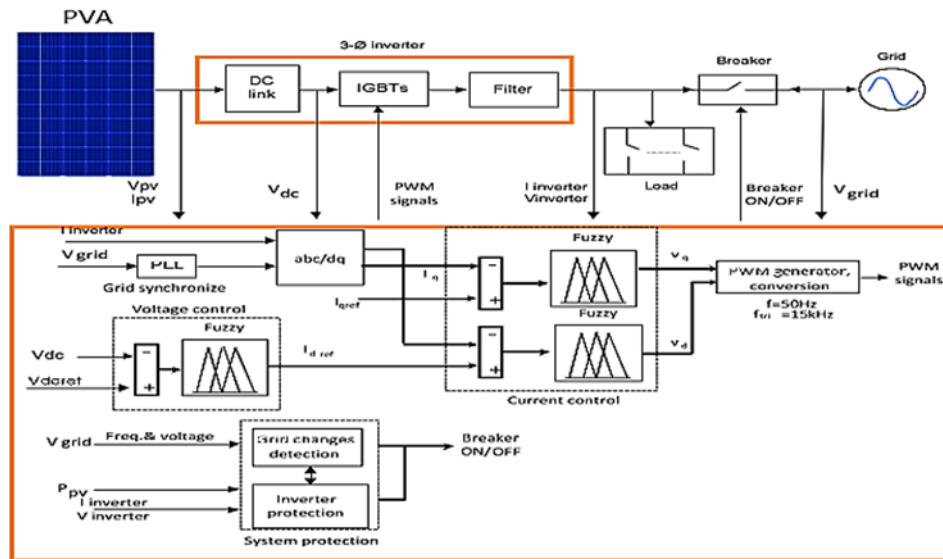 PVA
3-Ø inverter
DC
link
IGBTs
Filter
Breaker
Grid
Load
Vpv
Ipv
Vdc
PWM
signals
I inverter
Vinverter
Breaker
ON/OFF
Vgrid
I inverter
V grid
PLL
Grid synchronize
abc/dq
Iq
Iqref
Fuzzy
Vq
PWM generator,
conversion
f=50Hz
=15kHz
PWM
signals
Voltage control
Fuzzy
Vdc
Vdcref
-
+
Id ref
-
+
-
+
Fuzzy
Vd
Current control
V grid
Freq.& voltage
Grid changes
detection
Breaker
ON/OFF
Ppv
I inverter
V inverter
Inverter
protection
System protection